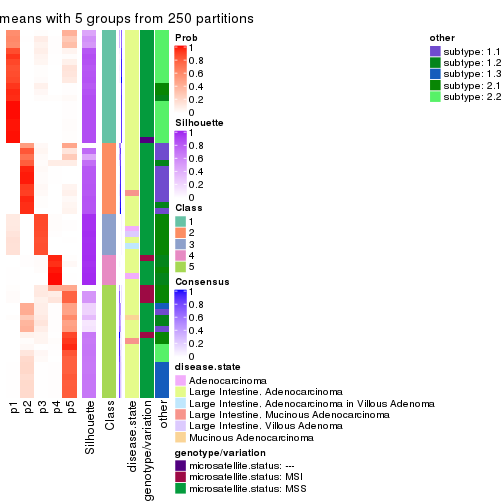 means with 5 groups from 250 partitions
Prob
1
0.8
0.6
0.4
0.2
0
Silhouette
1
0.8
0.6
0.4
0.2
0
Class
1
2
3
4
5
Consensus
1
0.8
0.6
0.4
0.2
0
disease.state
Adenocarcinoma
Large Intestine. Adenocarcinoma
Large Intestine. Adenocarcinoma in Villous Adenoma
Large Intestine. Mucinous Adenocarcinoma
Large Intestine. Villous Adenoma
Mucinous Adenocarcinoma
genotype/variation
microsatellite.status: ---
microsatellite.status: MSI
microsatellite.status: MSS
other
subtype: 1.1
subtype: 1.2
subtype: 1.3
subtype: 2.1
subtype: 2.2
p1
p2
p3
p4
p5
Silhouette
Class
disease.state
genotype/variation
other